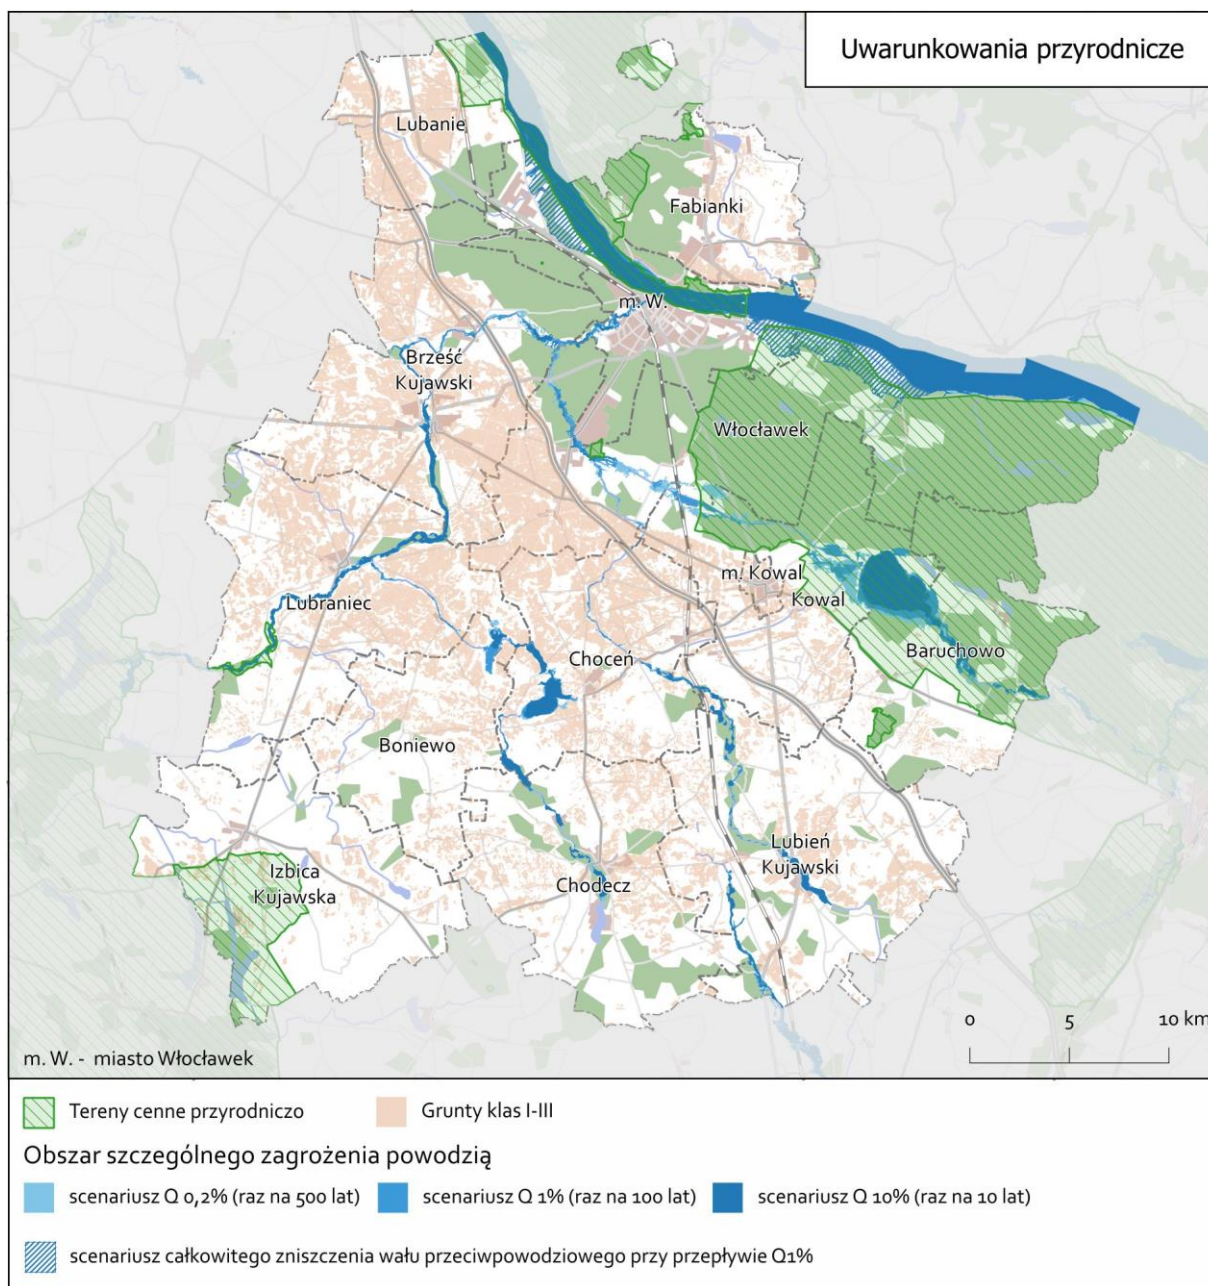 Uwarunkowania przyrodnicze
Lubanie
Fabianki
m. W.
Brześć
Kujawski
Włocławek
m. Kowal
Kowal
Lubraniec
Baruchowo
Choceń
Boniewo
Lubień
Kujawski
Izbica
Kujawska
Chodecz
0 5 10 km
m. W. - miasto Włocławek
Tereny cenne przyrodniczo
Grunty klas I-III
Obszar szczególnego zagrożenia powodzią
scenariusz Q 0,2% (raz na 500 lat)
scenariusz Q 1% (raz na 100 lat)
scenariusz Q 10% (raz na 10 lat)
scenariusz całkowitego zniszczenia wału przeciwpowodziowego przy przepływie Q1%